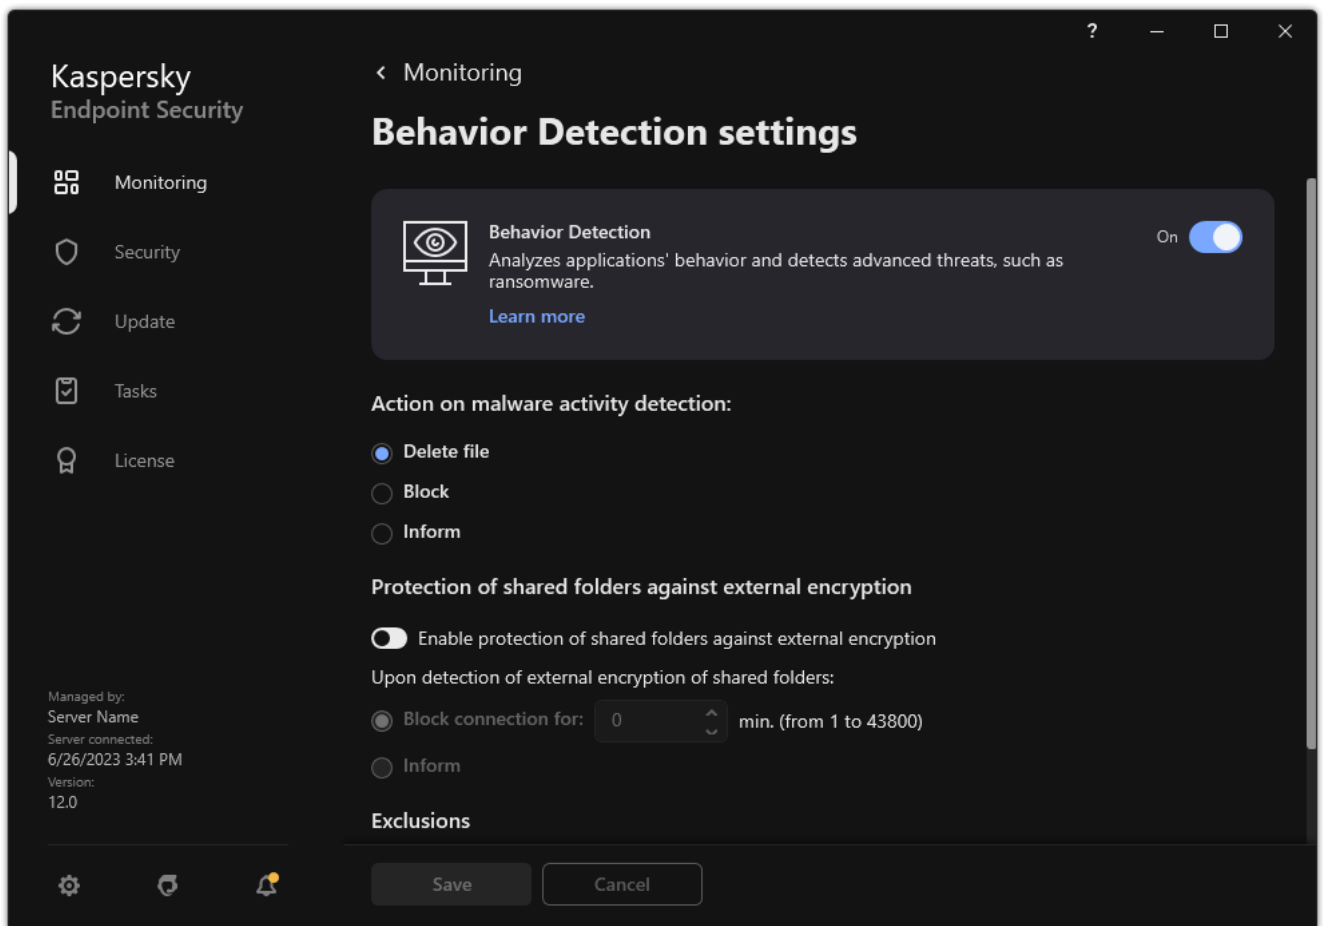 ?
Kaspersky
Endpoint Security
Monitoring
Security
Update
Tasks
License
Managed by:
Server Name
Server connected:
6/26/2023 3:41 PM
Version:
12.0
Monitoring
Behavior Detection settings
Behavior Detection
On
Analyzes applications' behavior and detects advanced threats, such as
ransomware.
Learn more
Action on malware activity detection:
Delete file
Block
Inform
Protection of shared folders against external encryption
Enable protection of shared folders against external encryption
Upon detection of external encryption of shared folders:
Block connection for: 0 min. (from 1 to 43800)
Inform
Exclusions
Save
Cancel